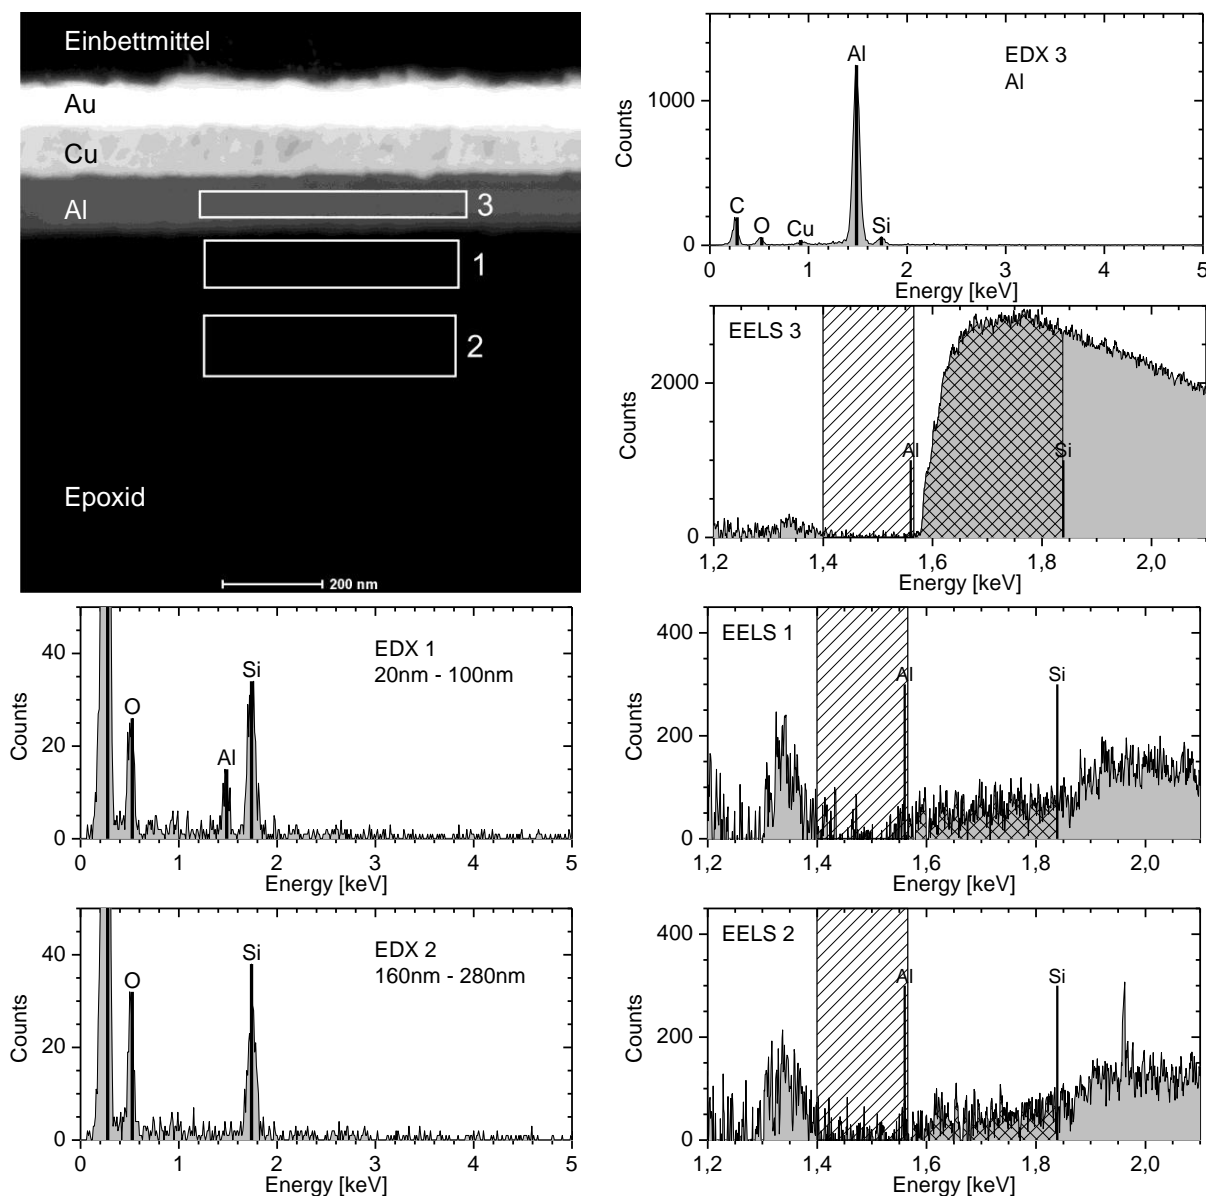 Einbettmittel
Au
Cu
Al
3
1
2
Epoxid
200 nm
EDX 3
Al
Counts
1000
0
C
O
Cu
Al
Si
0 1 2 3 4 5
Energy [keV]
EELS 3
Counts
2000
0
Al
Si
1,2 1,4 1,6 1,8 2,0
Energy [keV]
EDX 1
20nm - 100nm
Counts
40
20
0
O
Al
Si
0 1 2 3 4 5
Energy [keV]
EELS 1
Counts
400
200
0
Al
Si
1,2 1,4 1,6 1,8 2,0
Energy [keV]
EDX 2
160nm - 280nm
Counts
40
20
0
O
Si
0 1 2 3 4 5
Energy [keV]
EELS 2
Counts
400
200
0
Al
Si
1,2 1,4 1,6 1,8 2,0
Energy [keV]